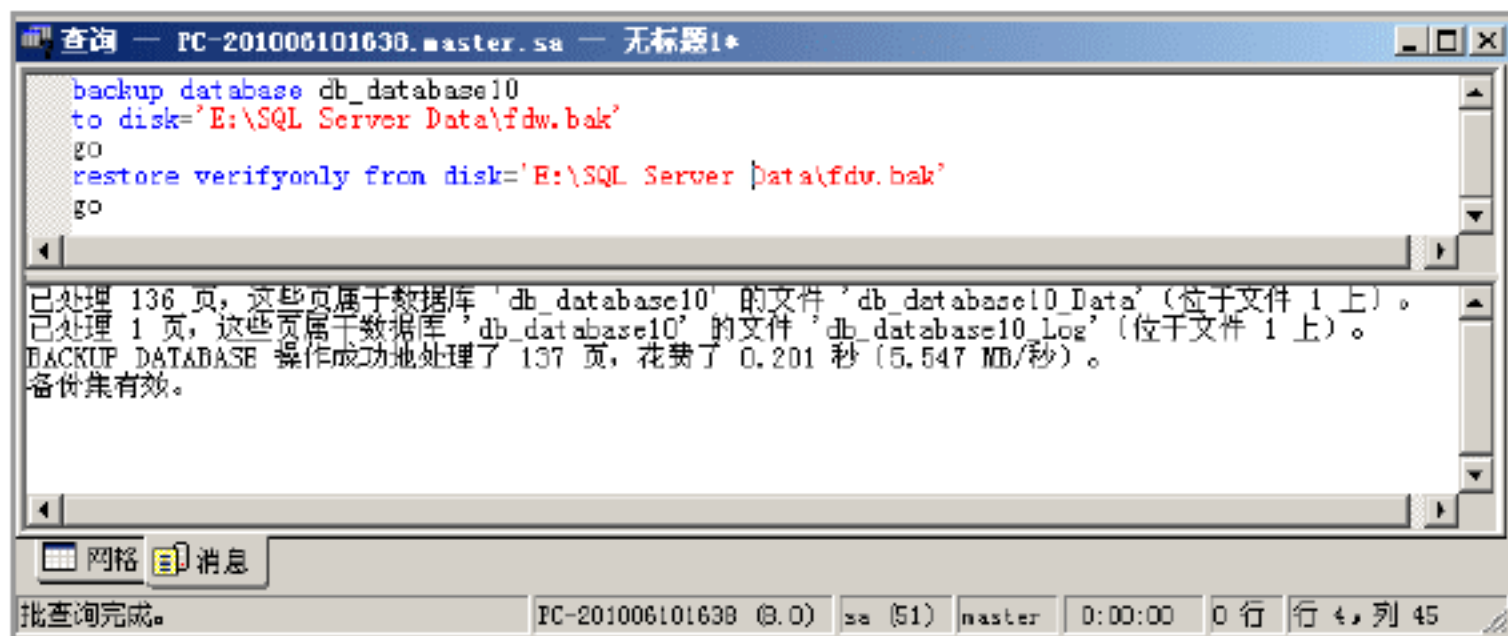 查询 — PC-201006101638.master.sa — 无标题1*
backup database db_database10
to disk='E:\SQL Server Data\fdw.bak'
go
restore verifyonly from disk='E:\SQL Server Data\fdw.bak'
go
已处理 136 页，这些页属于数据库 'db_database10' 的文件 'db_database10_Data'（位于文件 1 上）。
已处理 1 页，这些页属于数据库 'db_database10' 的文件 'db_database10_Log'（位于文件 1 上）。
BACKUP DATABASE 操作成功地处理了 137 页，花费了 0.201 秒（5.547 MB/秒）。
备份集有效。
网格 消息
批查询完成。 PC-201006101638 (8.0) sa (51) master 0:00:00 0 行 行 4，列 45